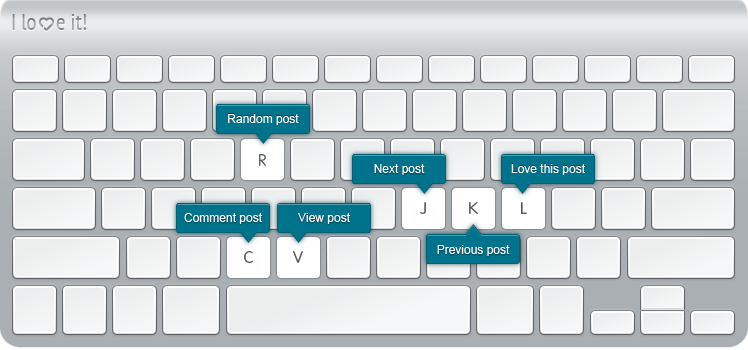 I love it!
Random post
R
Next post
Love this post
J
K
L
Comment post
View post
Previous post
C
V